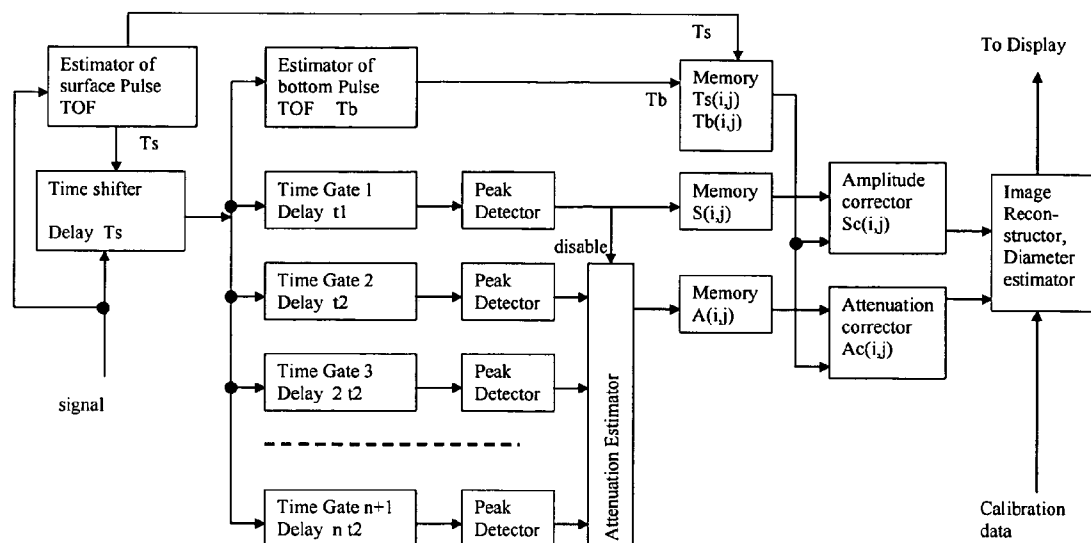 Ts
To Display
Estimator of
surface Pulse
TOF
Estimator of
bottom Pulse
TOF Tb
Tb
Memory
Ts(i,j)
Tb(i,j)
Ts
Time shifter
Delay Ts
Time Gate 1
Delay t1
Peak
Detector
Memory
S(i,j)
Amplitude
corrector
Sc(i,j)
Image
Recon-
structor,
Diameter
estimator
disable
Time Gate 2
Delay t2
Peak
Detector
Memory
A(i,j)
Attenuation
corrector
Ac(i,j)
Time Gate 3
Delay 2 t2
Peak
Detector
signal
Attenuation Estimator
Time Gate n+1
Delay n t2
Peak
Detector
Calibration
data